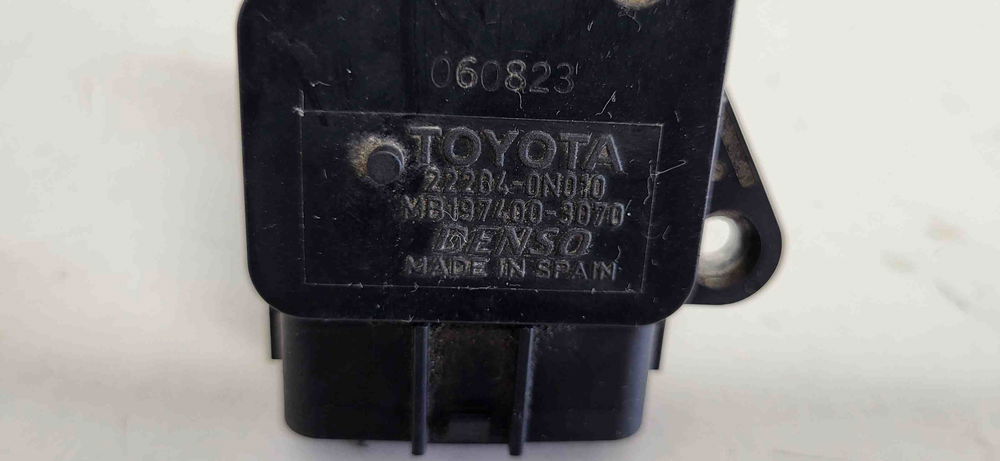 060823
TOYOTA
22204-0N010
MB197400-3070
DENSO
MADE IN SPAIN